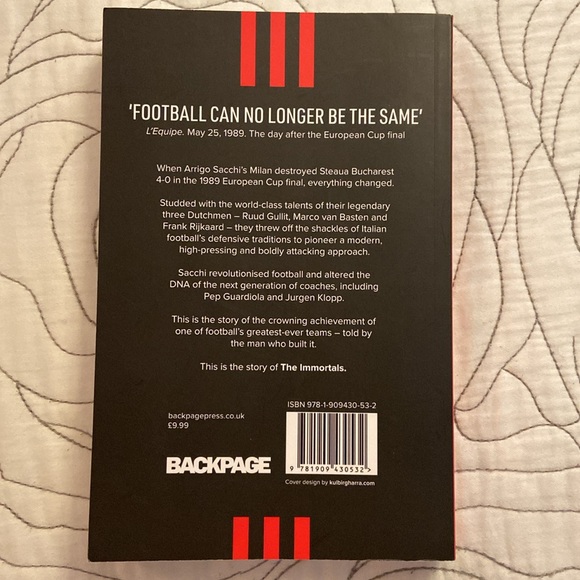 'FOOTBALL CAN NO LONGER BE THE SAME'
L'Equipe. May 25, 1989. The day after the European Cup final
When Arrigo Sacchi's Milan destroyed Steaua Bucharest
4-0 in the 1989 European Cup final, everything changed.
Studded with the world-class talents of their legendary
three Dutchmen – Ruud Gullit, Marco van Basten and
Frank Rijkaard – they threw off the shackles of Italian
football's defensive traditions to pioneer a modern,
high-pressing and boldly attacking approach.
Sacchi revolutionised football and altered the
DNA of the next generation of coaches, including
Pep Guardiola and Jurgen Klopp.
This is the story of the crowning achievement of
one of football's greatest-ever teams – told by
the man who built it.
This is the story of The Immortals.
ISBN 978-1-909430-53-2
backpagepress.co.uk
£9.99
BACKPAGE
9 781909 430532 >
Cover design by kulbirgharra.com